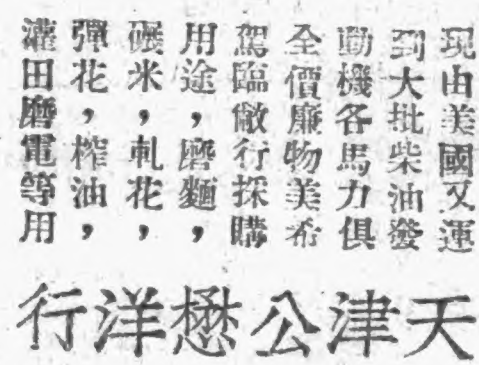 現由美國又運
到大批柴油發
動機各馬力俱
全價廉物美希
駕臨敝行採購
用途，磨麵，
碾米，軋花，
彈花，榨油，
灌田磨電等用
天津公懋洋行